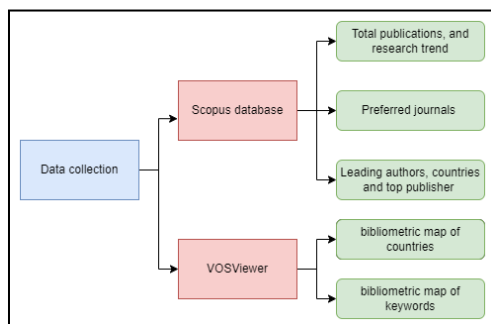 Total publications, and
research trend
Scopus database
Preferred journals
Data collection
Leading authors, countries
and top publisher
bibliometric map of
countries
VOSViewer
bibliometric map of
keywords